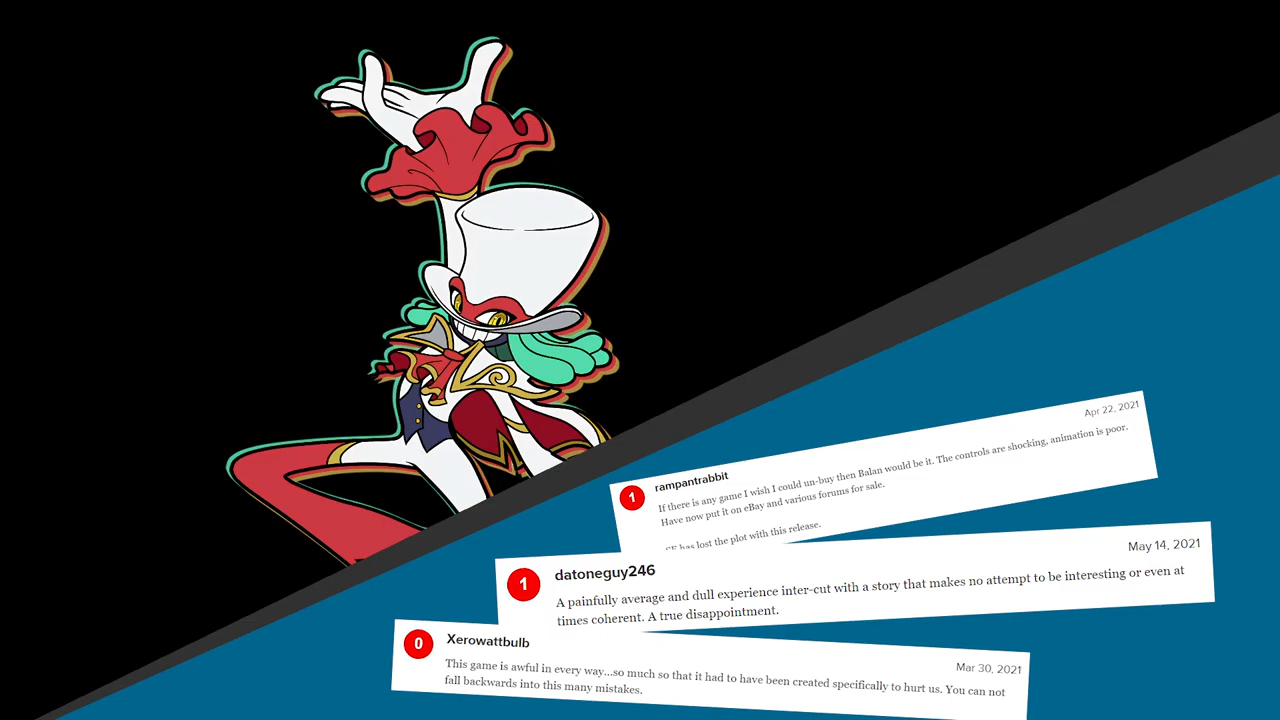 Apr 22, 2021
1
rampantrabbit
If there is any game I wish I could un-buy then Balan would be it. The controls are shocking, animation is poor.
Have now put it on eBay and various forums for sale.
SE has lost the plot with this release.
May 14, 2021
1
datoneguy246
A painfully average and dull experience inter-cut with a story that makes no attempt to be interesting or even at
times coherent. A true disappointment.
0
Xerowattbulb
Mar 30, 2021
This game is awful in every way...so much so that it had to have been created specifically to hurt us. You can not
fall backwards into this many mistakes.